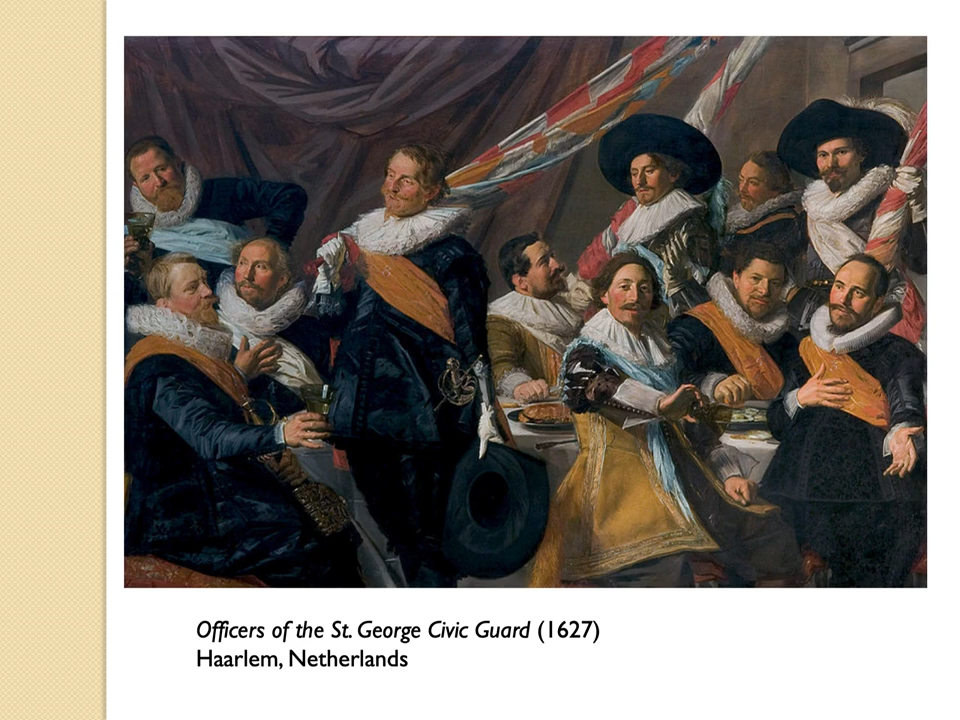 Officers of the St. George Civic Guard (1627)
Haarlem, Netherlands